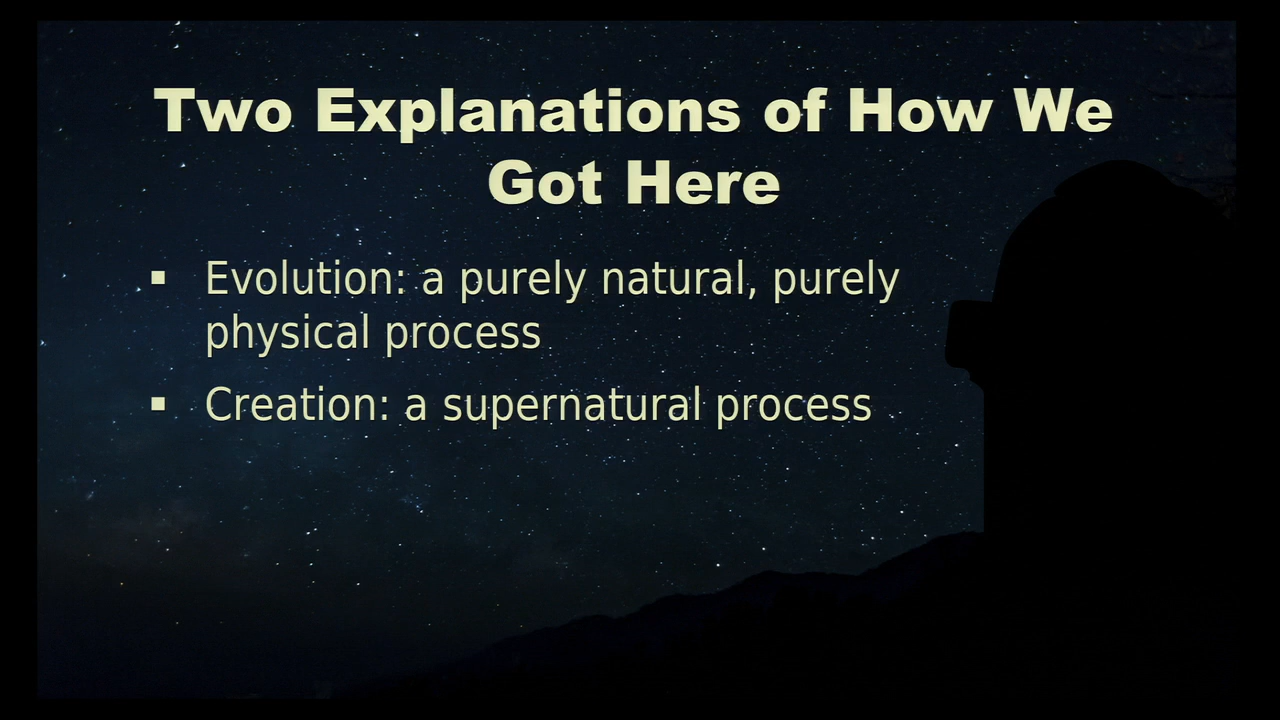 Two Explanations of How We
Got Here
▪ Evolution: a purely natural, purely
physical process
▪ Creation: a supernatural process